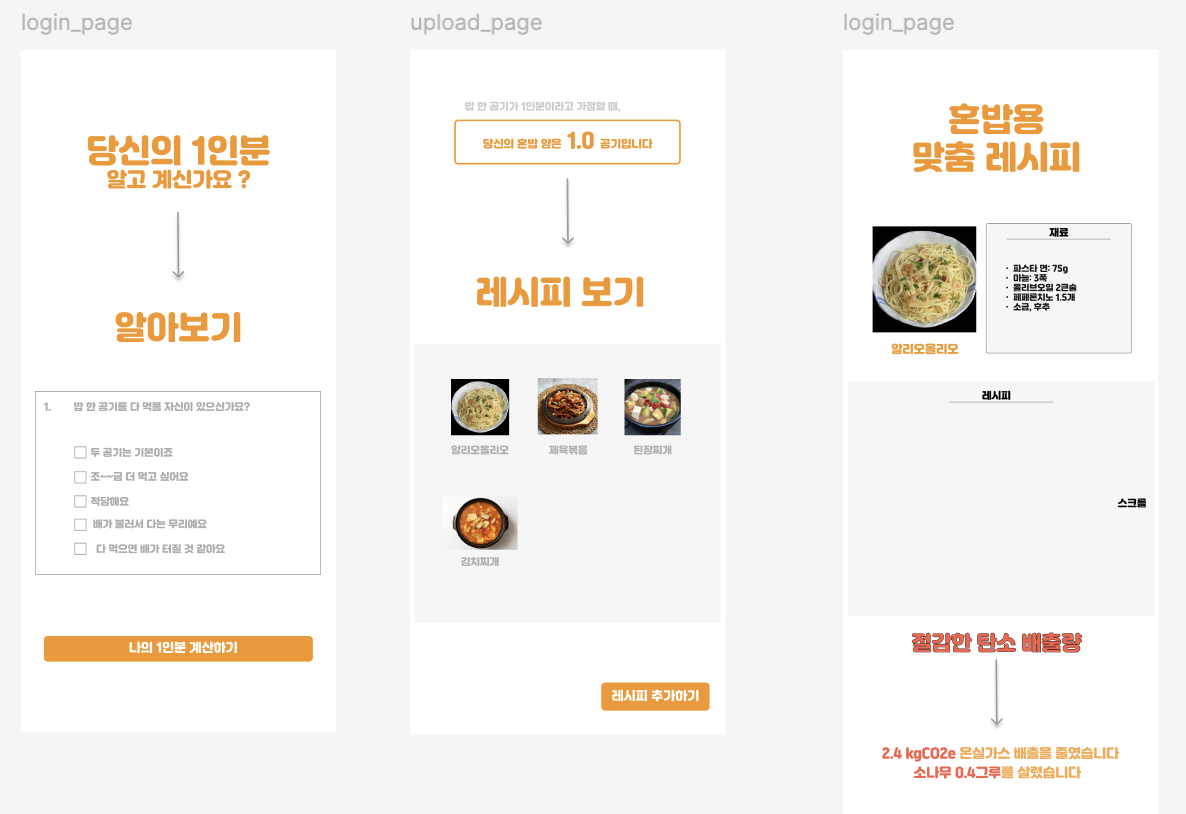 login_page
당신의 1인분
알고 계신가요 ?
알아보기
1. 밥 한 공기를 다 먹을 자신이 있으신가요?
두 공기는 기본이죠
조~~금 더 먹고 싶어요
적당해요
배가 불러서 다는 무리예요
다 먹으면 배가 터질 것 같아요
나의 1인분 계산하기
upload_page
밥 한 공기가 1인분이라고 가정할 때,
당신의 혼밥 양은 1.0 공기입니다
레시피 보기
알리오올리오 제육볶음 된장찌개
김치찌개
레시피 추가하기
login_page
혼밥용
맞춤 레시피
재료
· 파스타 면: 75g
· 마늘: 3쪽
· 올리브오일 2큰술
· 페페론치노 1.5개
· 소금, 후추
알리오올리오
레시피
스크롤
절감한 탄소 배출량
2.4 kgCO2e 온실가스 배출을 줄였습니다
소나무 0.4그루를 살렸습니다